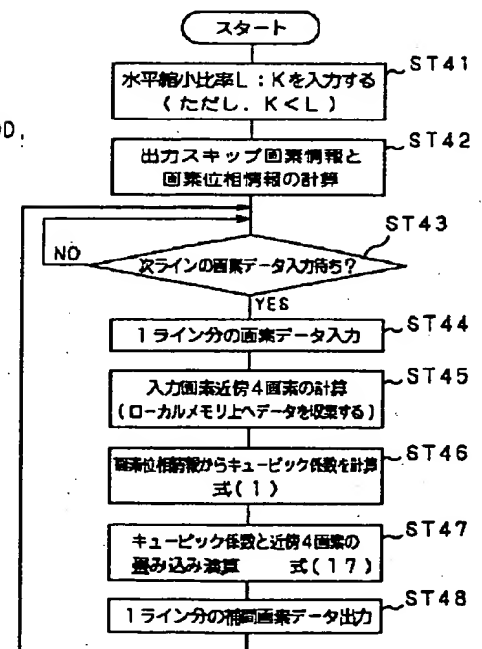 スタート
ST41
水平縮小比率L：Kを入力する
（ただし．K＜L）
OD,
ST42
出力スキップ画素情報と
画素位相情報の計算
ST43
NO
次ラインの画素データ入力待ち？
YES
ST44
1ライン分の画素データ入力
ST45
入力画素近傍4画素の計算
（ローカルメモリ上へデータを収集する）
ST46
画素位相情報からキュービック係数を計算
式（1）
ST47
キュービック係数と近傍4画素の
畳み込み演算 式（17）
ST48
1ライン分の補間画素データ出力